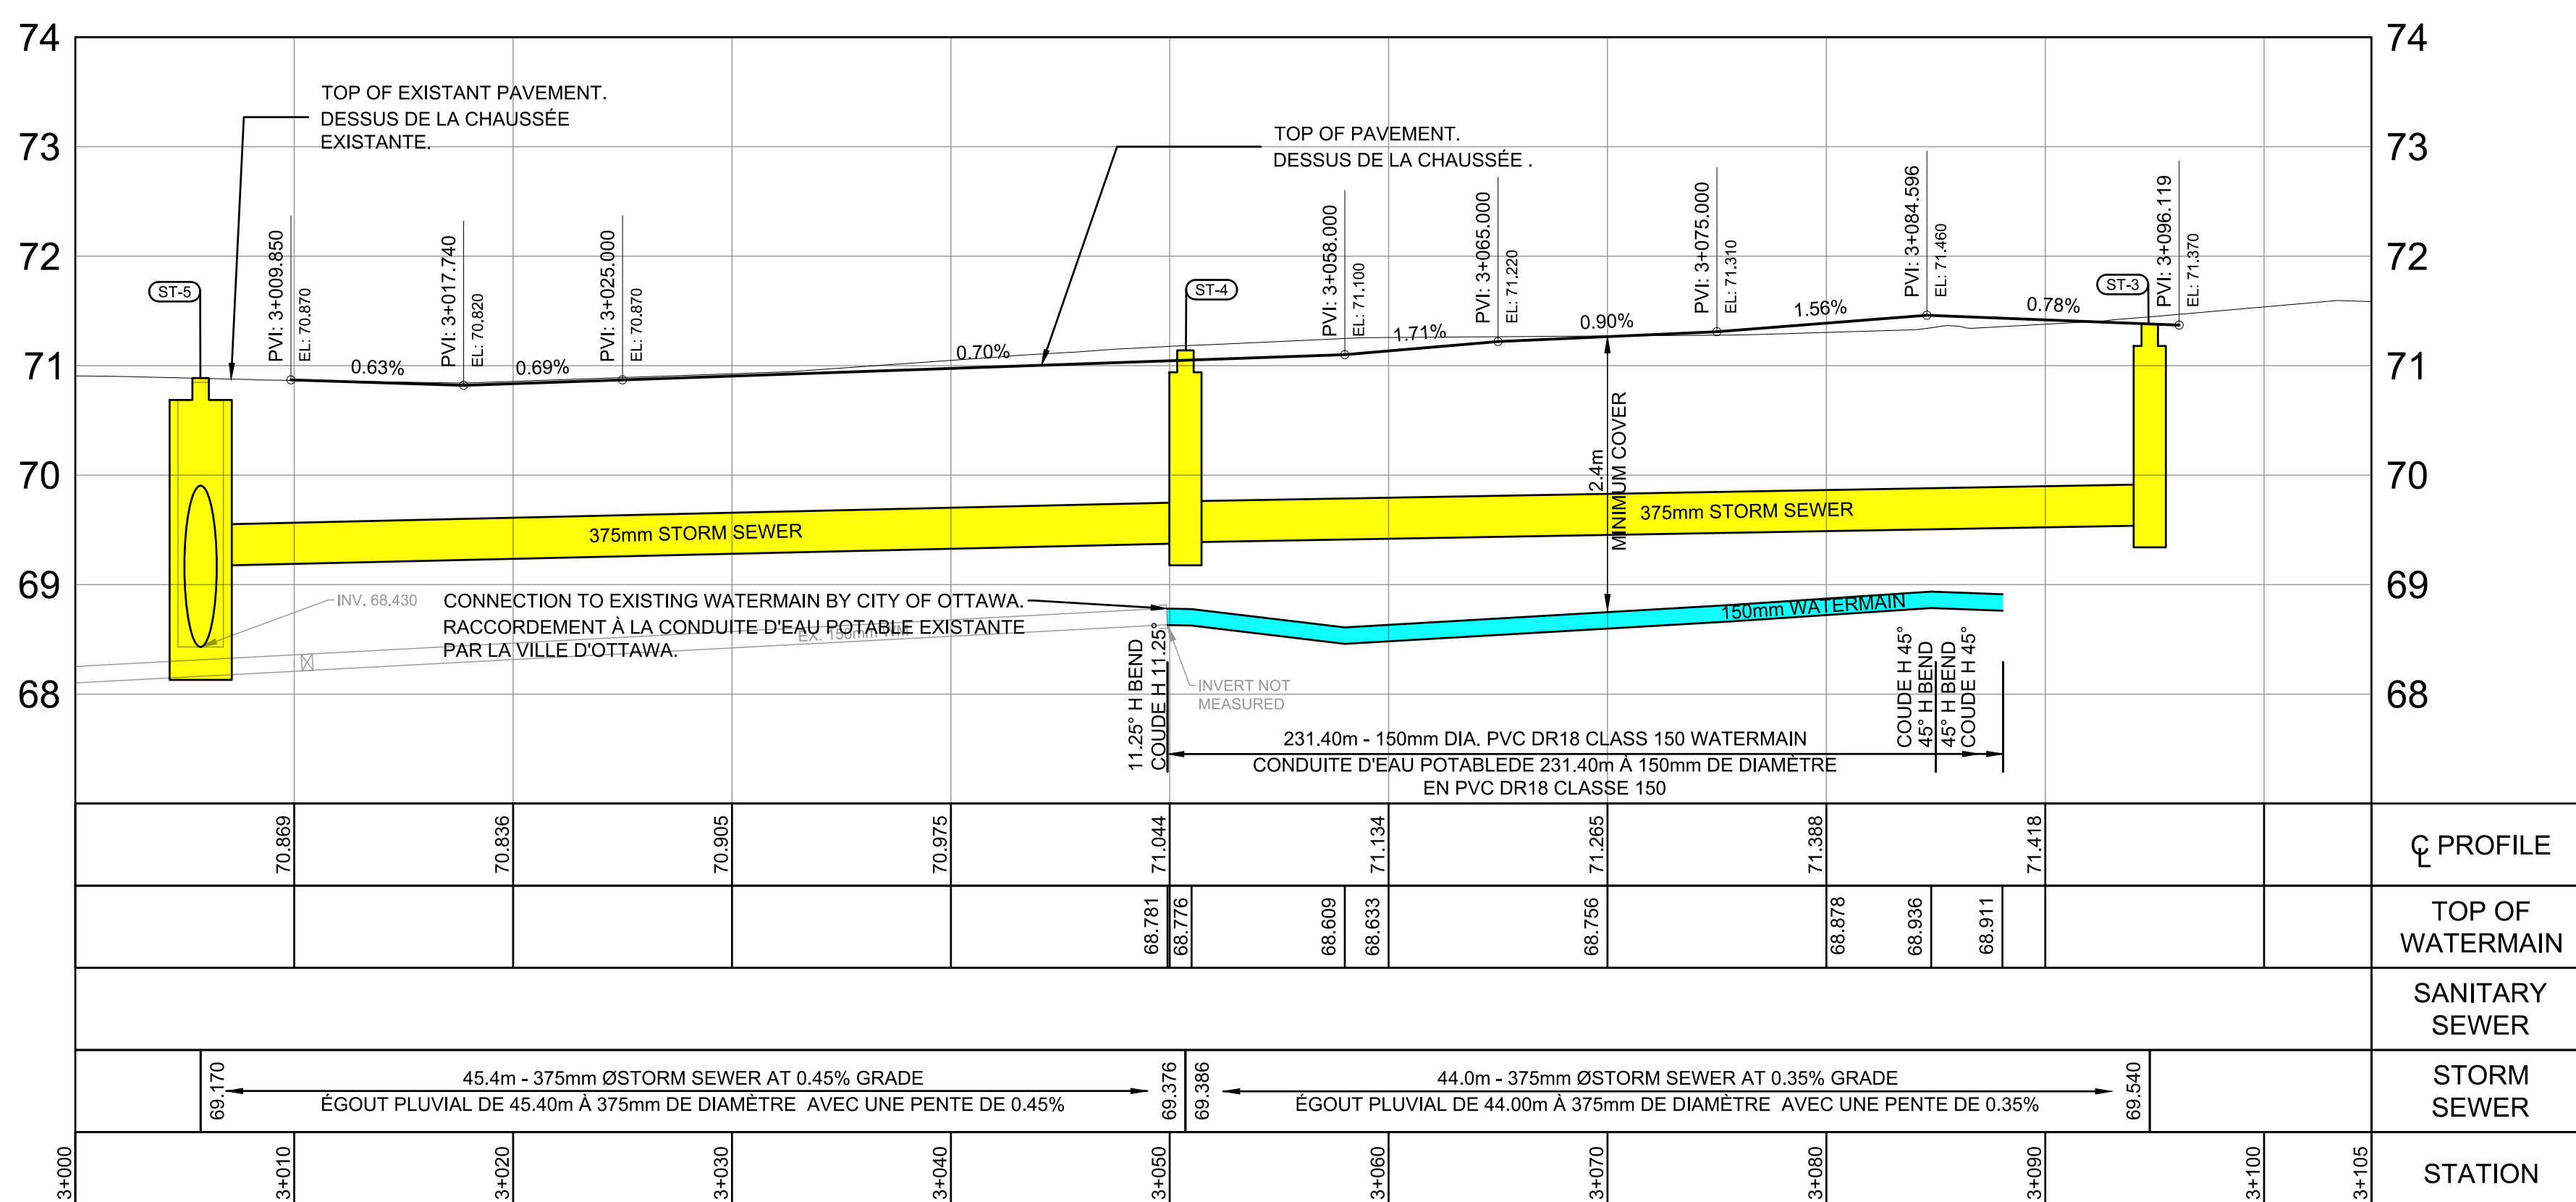 74
74
TOP OF EXISTANT PAVEMENT.
DESSUS DE LA CHAUSSÉE
EXISTANTE.
TOP OF PAVEMENT.
DESSUS DE LA CHAUSSÉE .
73
73
72
72
ST-5
PVI: 3+009.850
EL: 70.870
0.63%
PVI: 3+017.740
EL: 70.820
0.69%
PVI: 3+025.000
EL: 70.870
0.70%
ST-4
PVI: 3+058.000
EL: 71.100
1.71%
PVI: 3+065.000
EL: 71.220
0.90%
PVI: 3+075.000
EL: 71.310
1.56%
PVI: 3+084.596
EL: 71.460
0.78%
ST-3
PVI: 3+096.119
EL: 71.370
71
71
70
70
2.4m
MINIMUM COVER
375mm STORM SEWER
375mm STORM SEWER
69
69
INV. 68.430
CONNECTION TO EXISTING WATERMAIN BY CITY OF OTTAWA.
RACCORDEMENT À LA CONDUITE D'EAU POTABLE EXISTANTE
PAR LA VILLE D'OTTAWA.
EX. 150mm WM
150mm WATERMAIN
68
68
11.25° H BEND
COUDE H 11.25°
INVERT NOT
MEASURED
COUDE H 45°
45° H BEND
45° H BEND
COUDE H 45°
231.40m - 150mm DIA. PVC DR18 CLASS 150 WATERMAIN
CONDUITE D'EAU POTABLEDE 231.40m À 150mm DE DIAMÈTRE
EN PVC DR18 CLASSE 150
70.869
70.836
70.905
70.975
71.044
71.134
71.265
71.388
71.418
℄ PROFILE
68.781
68.776
68.609
68.633
68.756
68.878
68.936
68.911
TOP OF
WATERMAIN
SANITARY
SEWER
69.170
45.4m - 375mm ØSTORM SEWER AT 0.45% GRADE
ÉGOUT PLUVIAL DE 45.40m À 375mm DE DIAMÈTRE AVEC UNE PENTE DE 0.45%
69.376
69.386
44.0m - 375mm ØSTORM SEWER AT 0.35% GRADE
ÉGOUT PLUVIAL DE 44.00m À 375mm DE DIAMÈTRE AVEC UNE PENTE DE 0.35%
69.540
STORM
SEWER
3+000
3+010
3+020
3+030
3+040
3+050
3+060
3+070
3+080
3+090
3+100
3+105
STATION